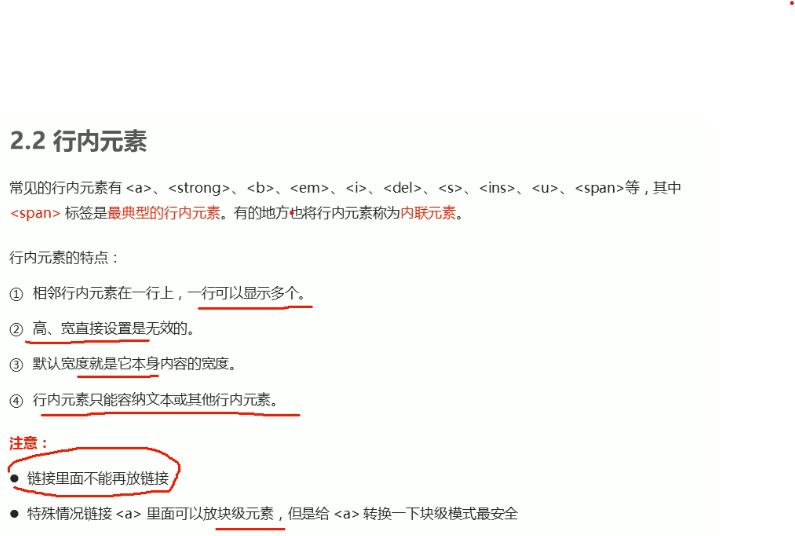 2.2 行内元素
常见的行内元素有 <a>、<strong>、<b>、<em>、<i>、<del>、<s>、<ins>、<u>、<span>等，其中
<span> 标签是最典型的行内元素。有的地方也将行内元素称为内联元素。
行内元素的特点：
① 相邻行内元素在一行上，一行可以显示多个。
② 高、宽直接设置是无效的。
③ 默认宽度就是它本身内容的宽度。
④ 行内元素只能容纳文本或其他行内元素。
注意：
● 链接里面不能再放链接
● 特殊情况链接 <a> 里面可以放块级元素，但是给 <a> 转换一下块级模式最安全